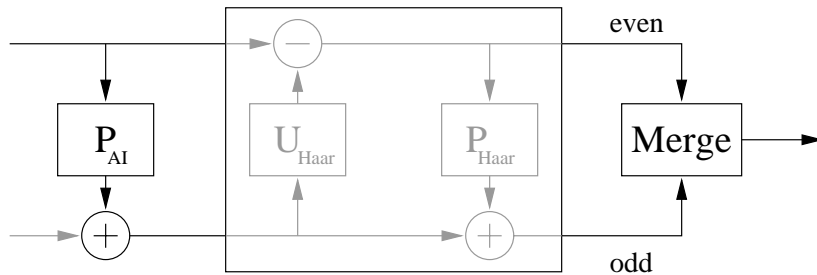 even
P_AI
U_Haar
P_Haar
Merge
odd